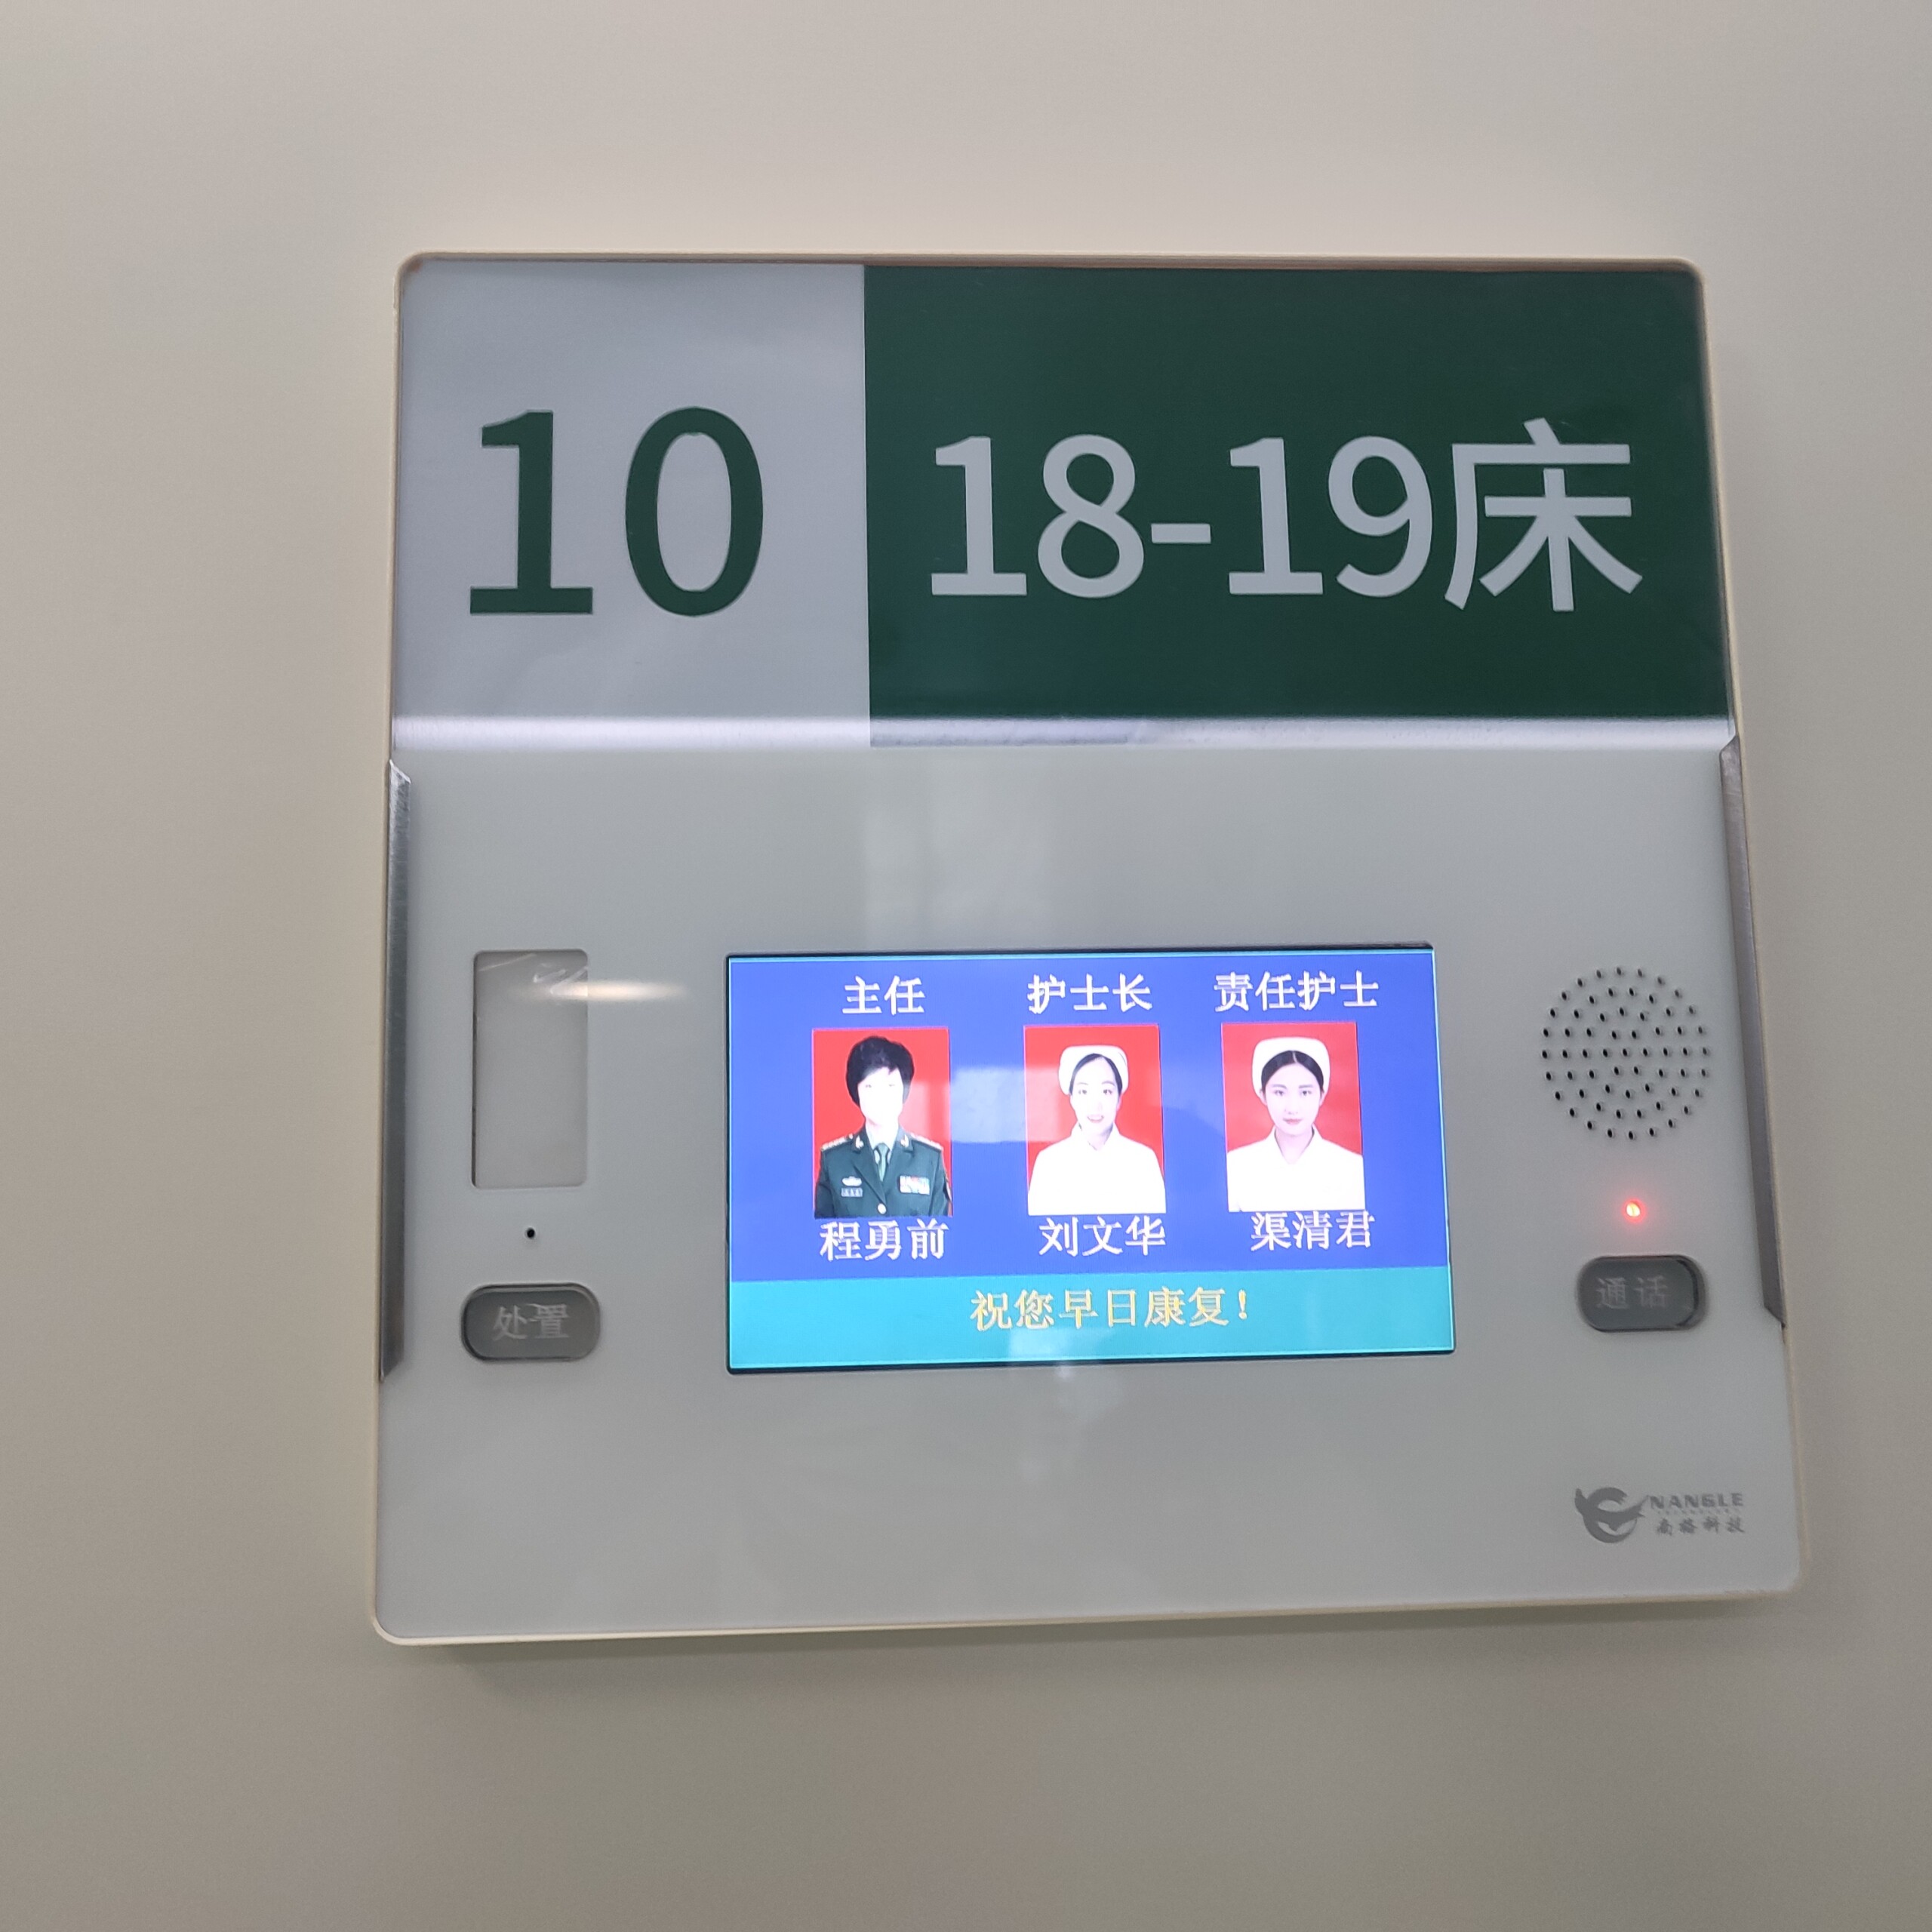 10
18-19床
主任 护士长 责任护士
程勇前 刘文华 渠清君
祝您早日康复！
处置
通话
NANGLE
南格科技